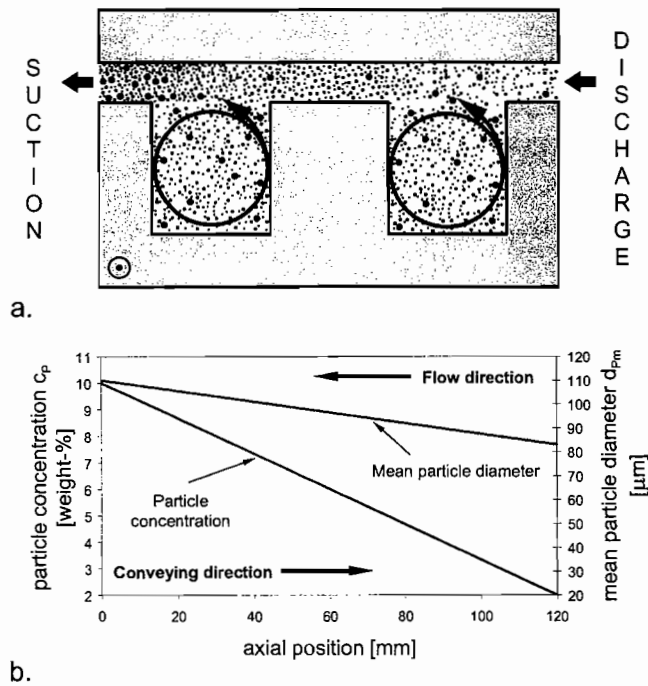 SUCTION
DISCHARGE
a.
particle concentration cP
[weight-%]
11
10
9
8
7
6
5
4
3
2
Flow direction
Mean particle diameter
Particle
concentration
Conveying direction
120
110
100
90
80
70
60
50
40
30
20
mean particle diameter dPm
[µm]
0
20
40
60
80
100
120
axial position [mm]
b.